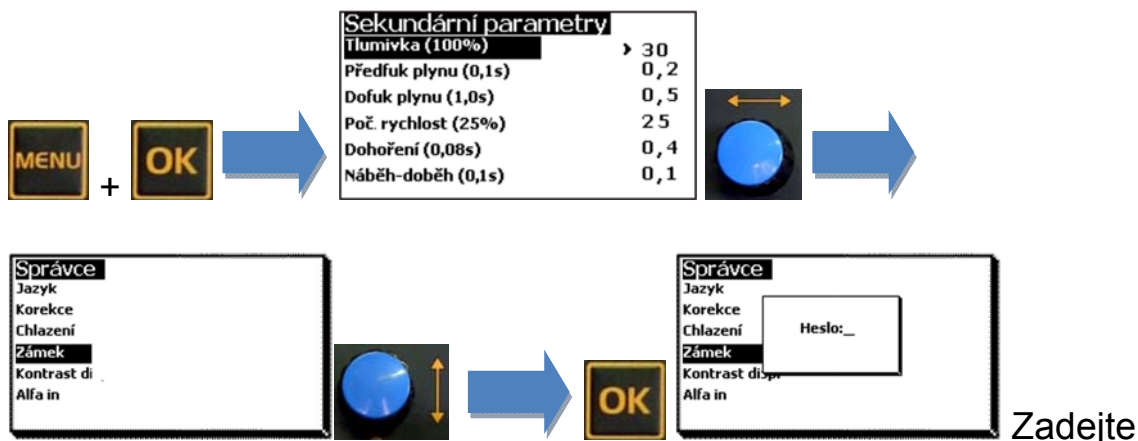 MENU
+
OK
Sekundární parametry
Tlumivka (100%) 30
Předfuk plynu (0,1s) 0,2
Dofuk plynu (1,0s) 0,5
Poč. rychlost (25%) 25
Dohoření (0,08s) 0,4
Náběh-doběh (0,1s) 0,1
Správce
Jazyk
Korekce
Chlazení
Zámek
Kontrast di
Alfa in
OK
Správce
Jazyk
Korekce
Chlazení
Zámek
Kontrast dispr
Alfa in
Heslo:_
Zadejte